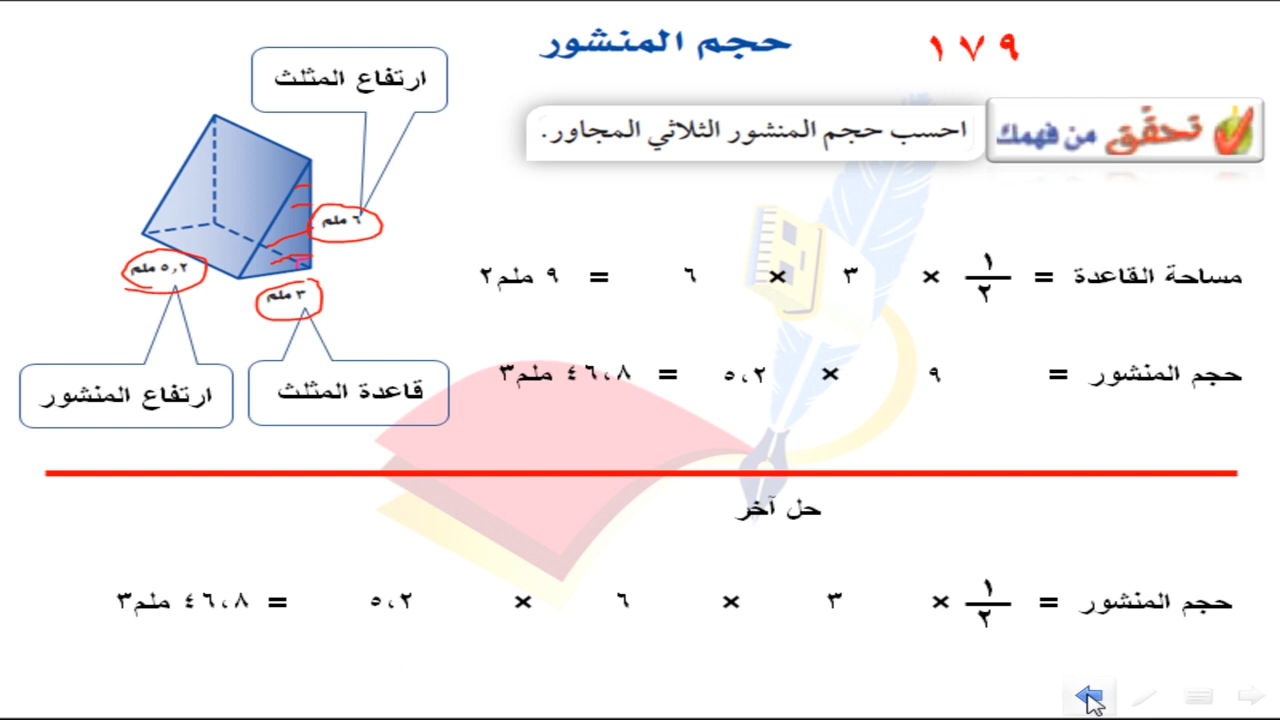 حجم المنشور
١٧٩
تحقّق من فهمك
احسب حجم المنشور الثلاثي المجاور.
ارتفاع المثلث
٦ ملم
٥,٢ ملم
٣ ملم
ارتفاع المنشور
قاعدة المثلث
مساحة القاعدة = ١/٢ × ٣ × ٦ = ٩ ملم٢
حجم المنشور = ٩ × ٥،٢ = ٤٦،٨ ملم٣
حل آخر
حجم المنشور = ١/٢ × ٣ × ٦ × ٥،٢ = ٤٦،٨ ملم٣